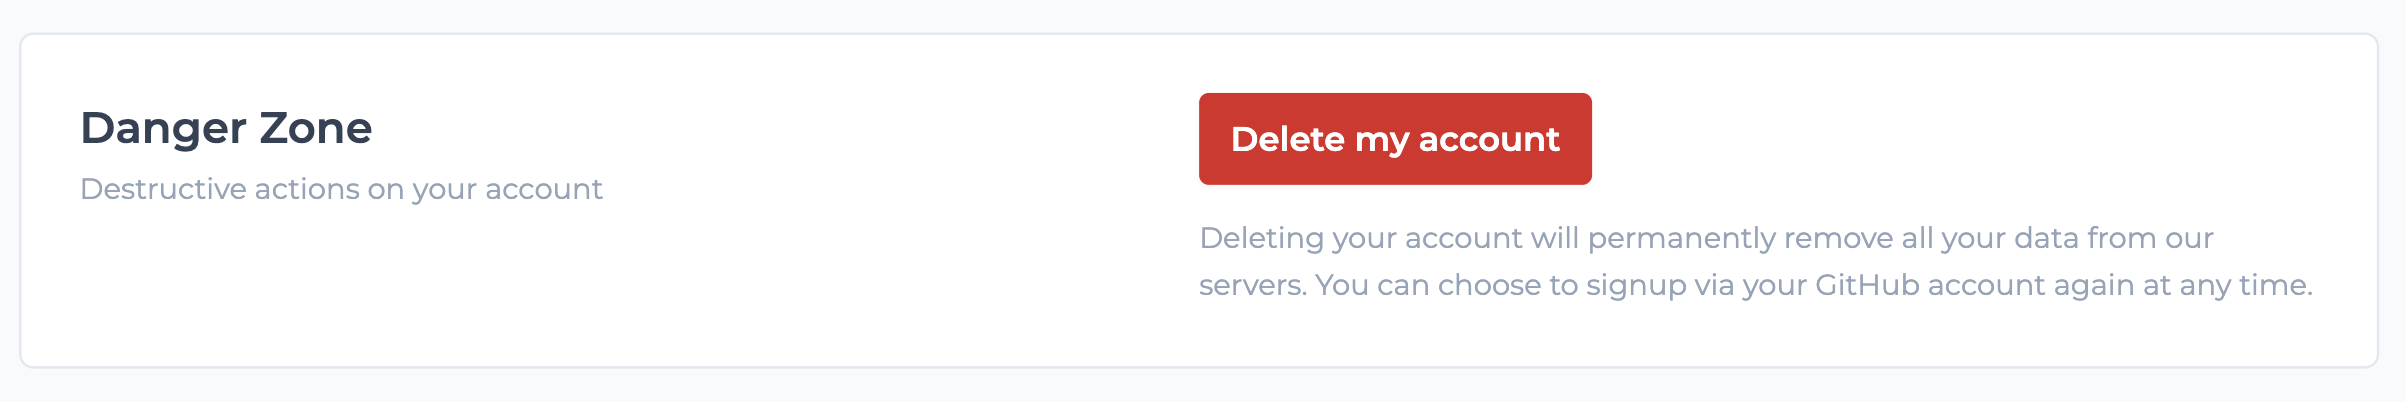 Danger Zone
Destructive actions on your account
Delete my account
Deleting your account will permanently remove all your data from our
servers. You can choose to signup via your GitHub account again at any time.